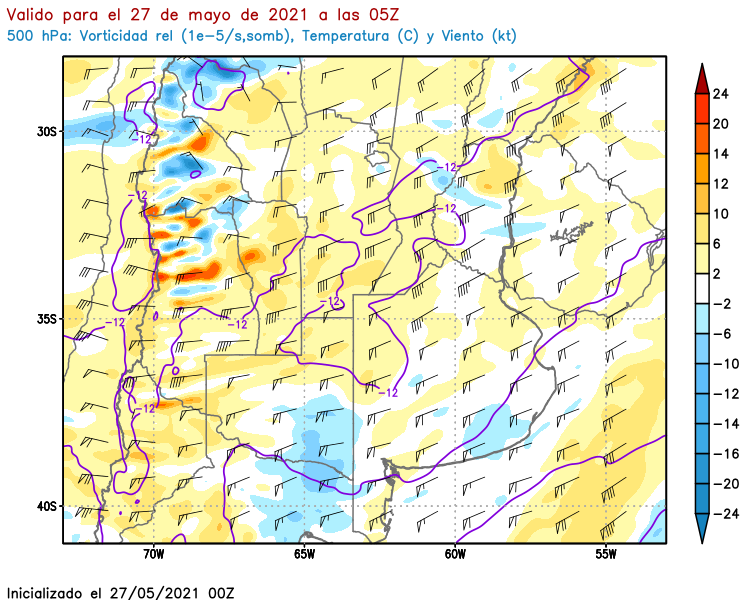 Valido para el 27 de mayo de 2021 a las 05Z
500 hPa: Vorticidad rel (1e−5/s,somb), Temperatura (C) y Viento (kt)
24
20
30S
−12
−12
14
12
−12
−12
10
6
2
−12
−2
35S
−12
−12
−6
−8
−10
−12
−12
−12
−14
−16
−20
40S
−24
70W
65W
60W
55W
Inicializado el 27/05/2021 00Z